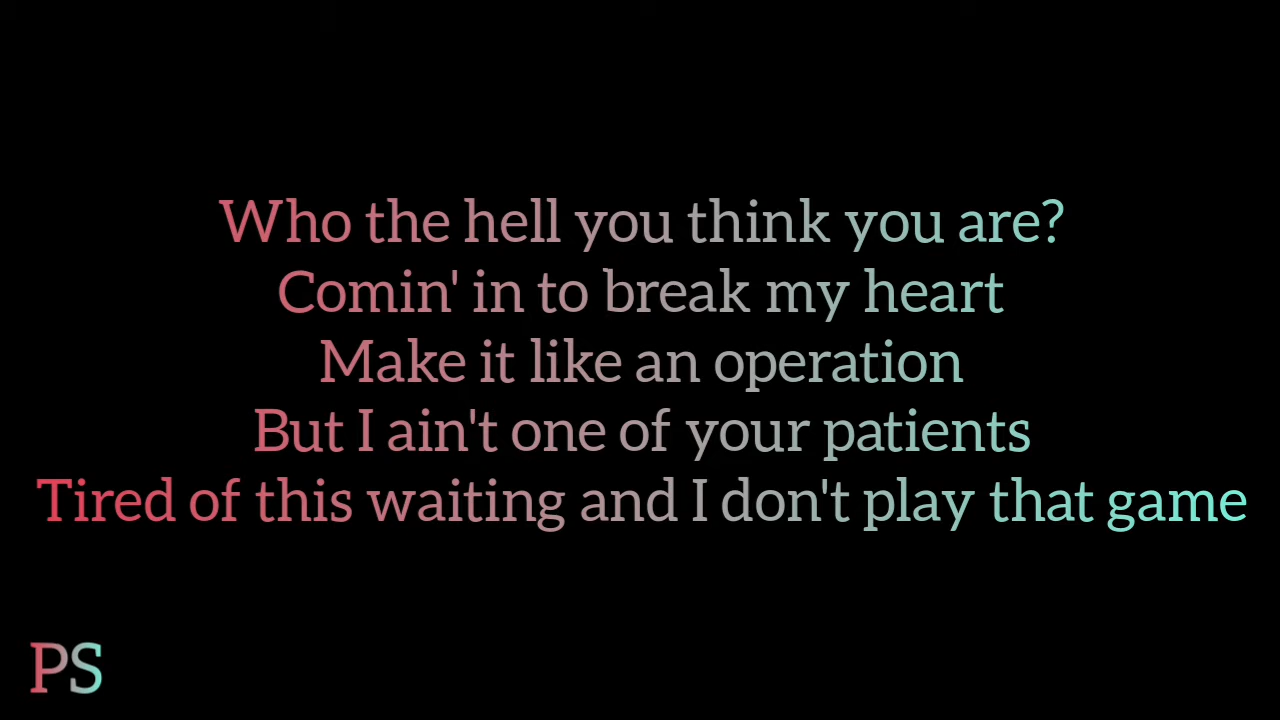 Who the hell you think you are?
Comin' in to break my heart
Make it like an operation
But I ain't one of your patients
Tired of this waiting and I don't play that game
PS